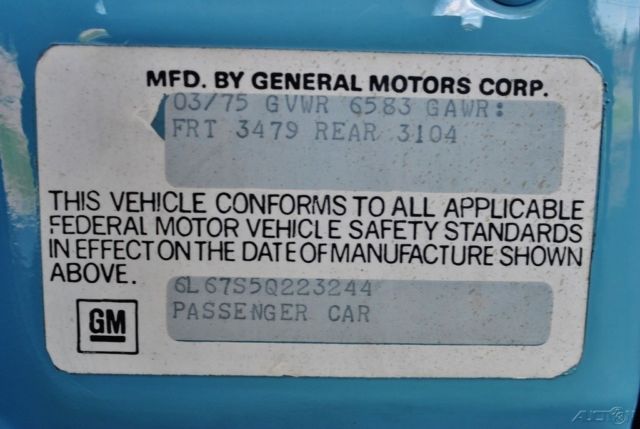 MFD. BY GENERAL MOTORS CORP.
03/75 GVWR 6583 GAWR:
FRT 3479 REAR 3104
THIS VEHICLE CONFORMS TO ALL APPLICABLE
FEDERAL MOTOR VEHICLE SAFETY STANDARDS
IN EFFECT ON THE DATE OF MANUFACTURE SHOWN
ABOVE.
6L67S5Q223244
PASSENGER CAR
GM